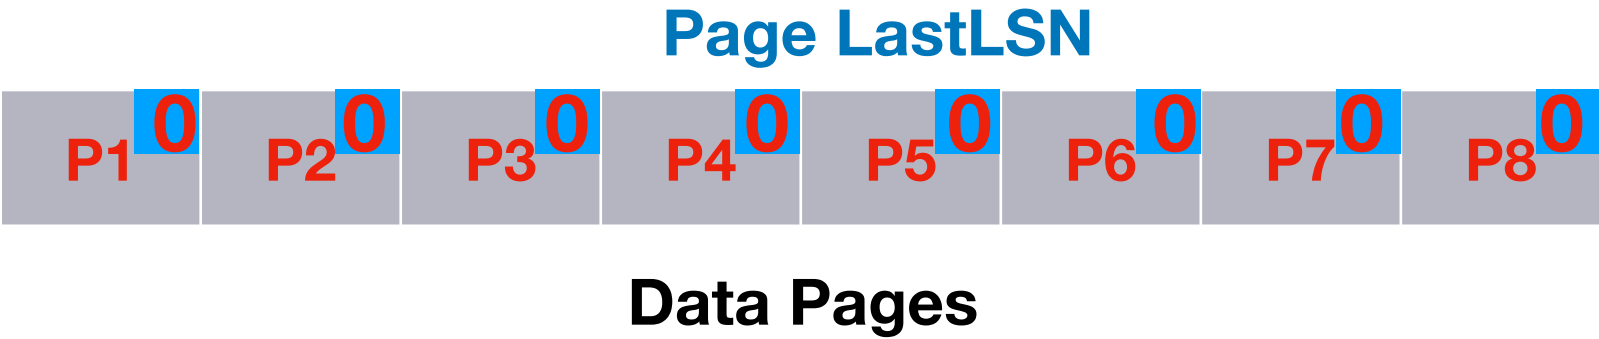 Page LastLSN
0 0 0 0 0 0 0 0
P1 P2 P3 P4 P5 P6 P7 P8
Data Pages